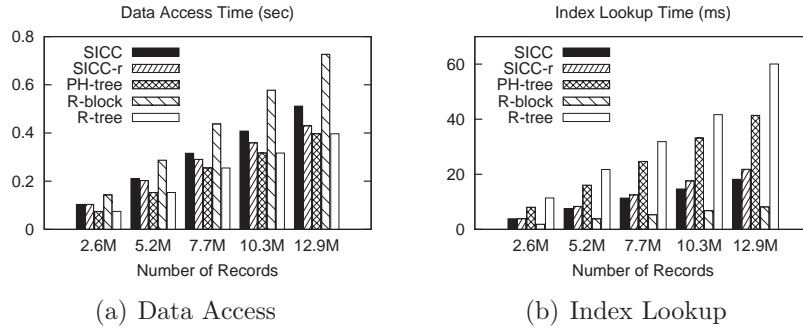 Data Access Time (sec)
0.8
0.6
0.4
0.2
0
SICC
SICC-r
PH-tree
R-block
R-tree
2.6M 5.2M 7.7M 10.3M 12.9M
Number of Records
(a) Data Access
Index Lookup Time (ms)
60
40
20
0
SICC
SICC-r
PH-tree
R-block
R-tree
2.6M 5.2M 7.7M 10.3M 12.9M
Number of Records
(b) Index Lookup